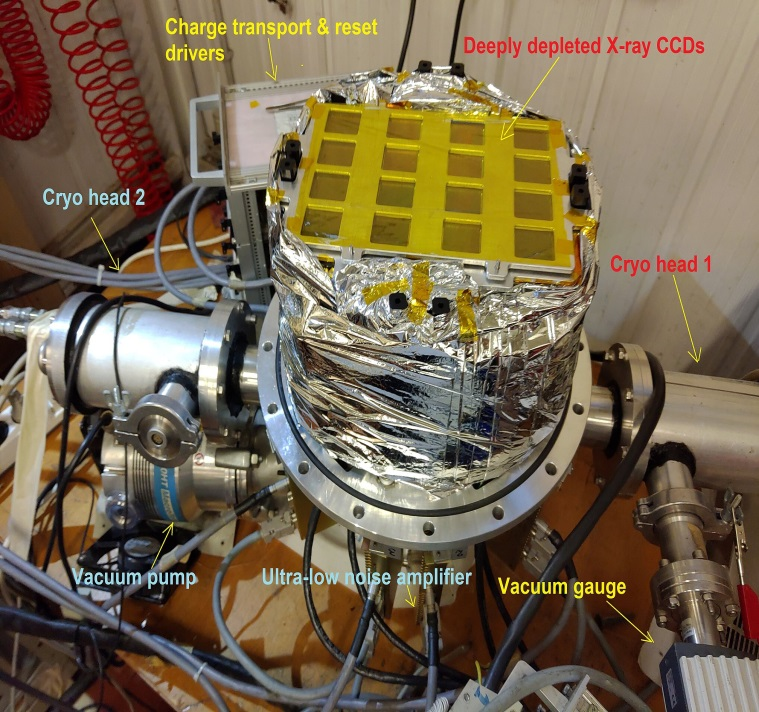 Charge transport & reset
drivers
Deeply depleted X-ray CCDs
Cryo head 2
Cryo head 1
Vacuum pump
Ultra-low noise amplifier
Vacuum gauge